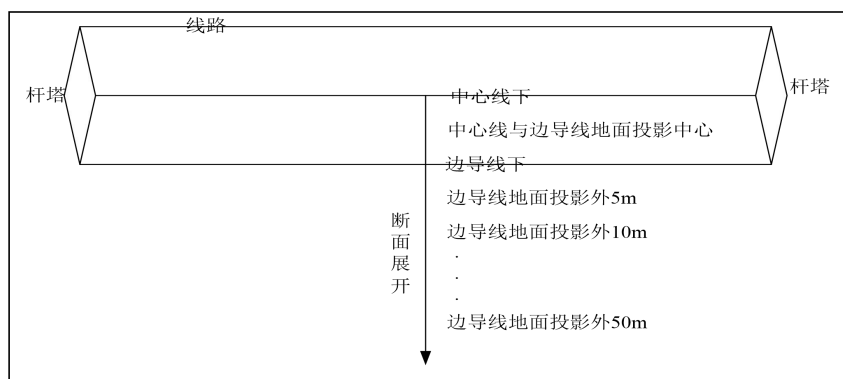 线路
杆塔
杆塔
中心线下
中心线与边导线地面投影中心
边导线下
边导线地面投影外5m
断面展开
边导线地面投影外10m
.
.
.
边导线地面投影外50m